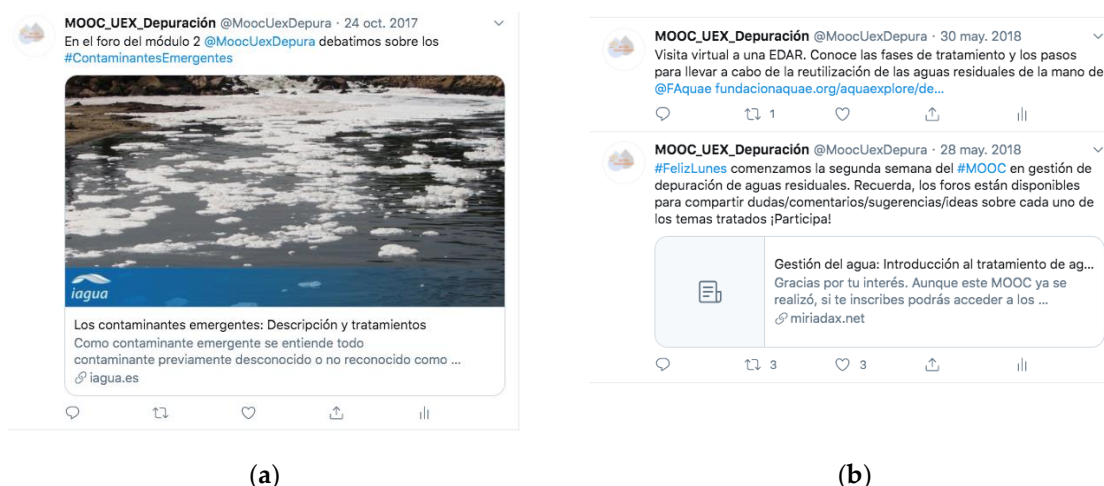 MOOC_UEX_Depuración @MoocUexDepura · 24 oct. 2017
En el foro del módulo 2 @MoocUexDepura debatimos sobre los
#ContaminantesEmergentes
iagua
Los contaminantes emergentes: Descripción y tratamientos
Como contaminante emergente se entiende todo
contaminante previamente desconocido o no reconocido como ...
iagua.es
(a)
MOOC_UEX_Depuración @MoocUexDepura · 30 may. 2018
Visita virtual a una EDAR. Conoce las fases de tratamiento y los pasos
para llevar a cabo de la reutilización de las aguas residuales de la mano de
@FAquae fundacionaquae.org/aquaexplore/de...
1
MOOC_UEX_Depuración @MoocUexDepura · 28 may. 2018
#FelizLunes comenzamos la segunda semana del #MOOC en gestión de
depuración de aguas residuales. Recuerda, los foros están disponibles
para compartir dudas/comentarios/sugerencias/ideas sobre cada uno de
los temas tratados ¡Participa!
Gestión del agua: Introducción al tratamiento de ag...
Gracias por tu interés. Aunque este MOOC ya se
realizó, si te inscribes podrás acceder a los ...
miriadax.net
3 3
(b)